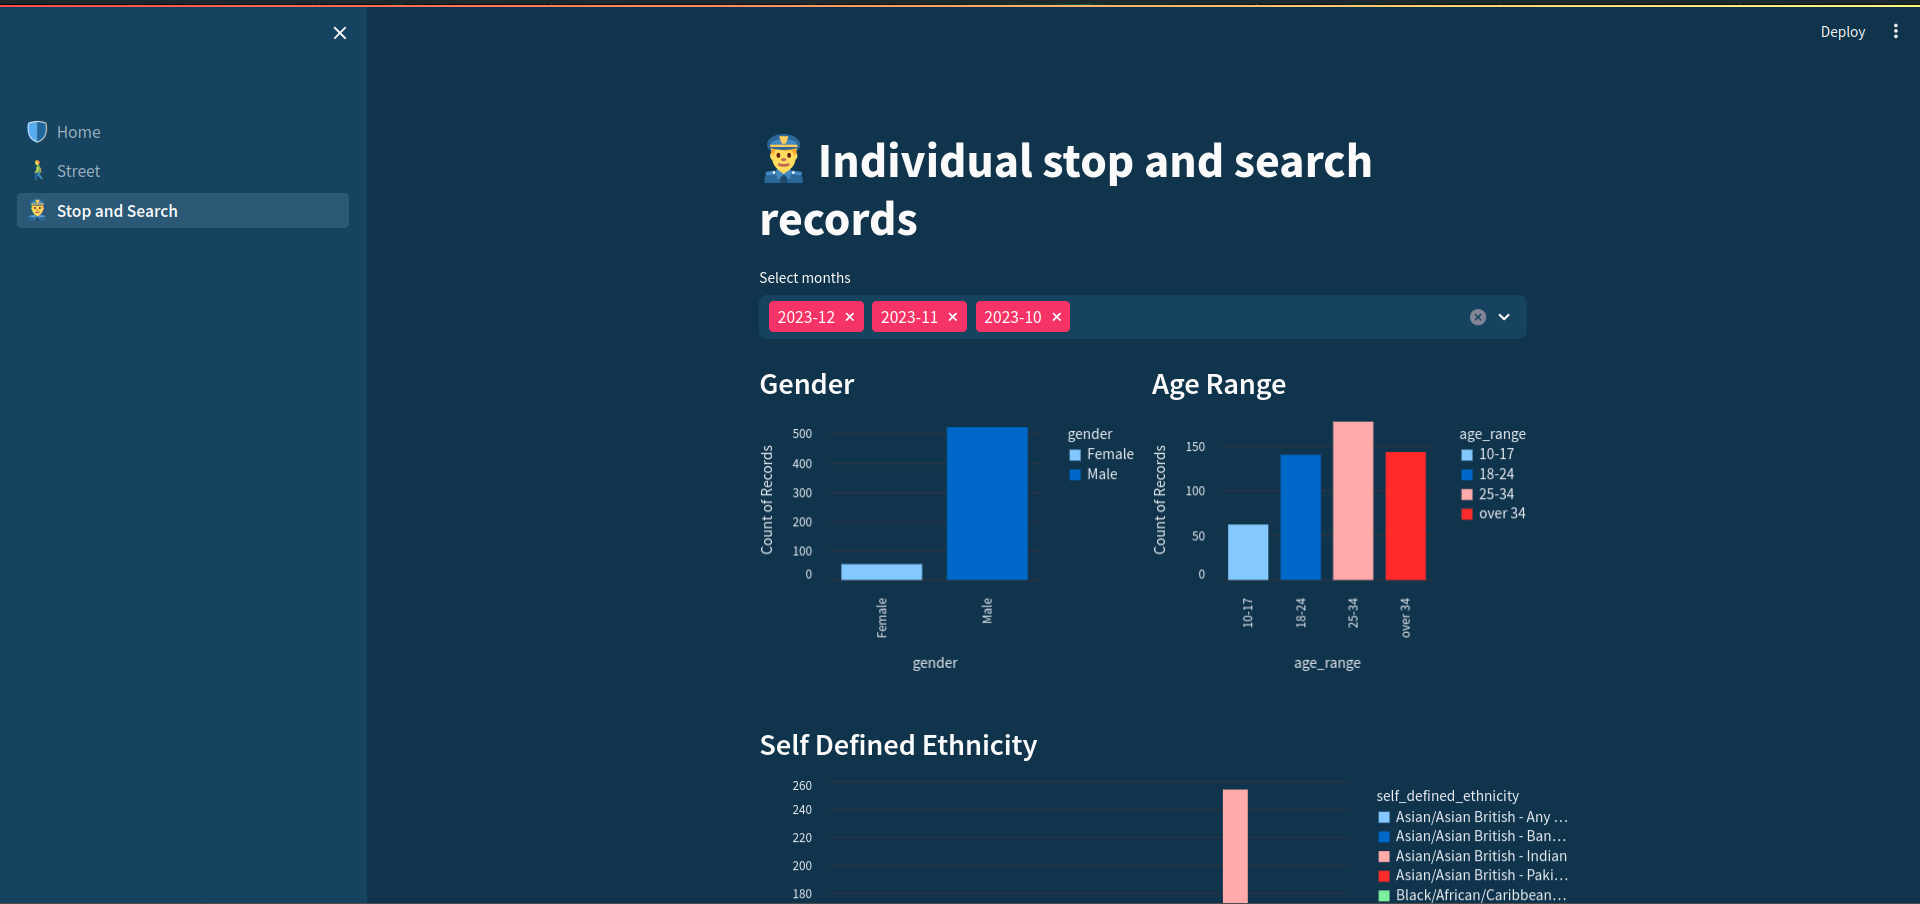 Deploy
Home
Street
Stop and Search
Individual stop and search
records
Select months
2023-12
2023-11
2023-10
Gender
500
400
300
200
100
0
Count of Records
Female
Male
gender
gender
Female
Male
Age Range
150
100
50
0
Count of Records
10-17
18-24
25-34
over 34
age_range
age_range
10-17
18-24
25-34
over 34
Self Defined Ethnicity
260
240
220
200
180
self_defined_ethnicity
Asian/Asian British - Any …
Asian/Asian British - Ban…
Asian/Asian British - Indian
Asian/Asian British - Paki…
Black/African/Caribbean…